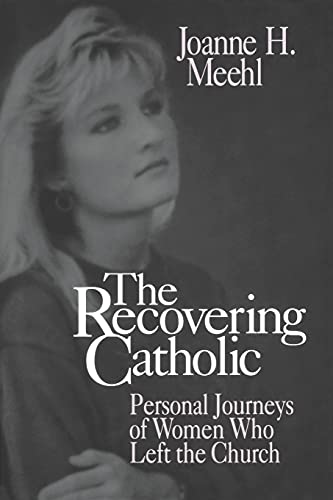 Joanne H.
Meehl
The
Recovering
Catholic
Personal Journeys
of Women Who
Left the Church